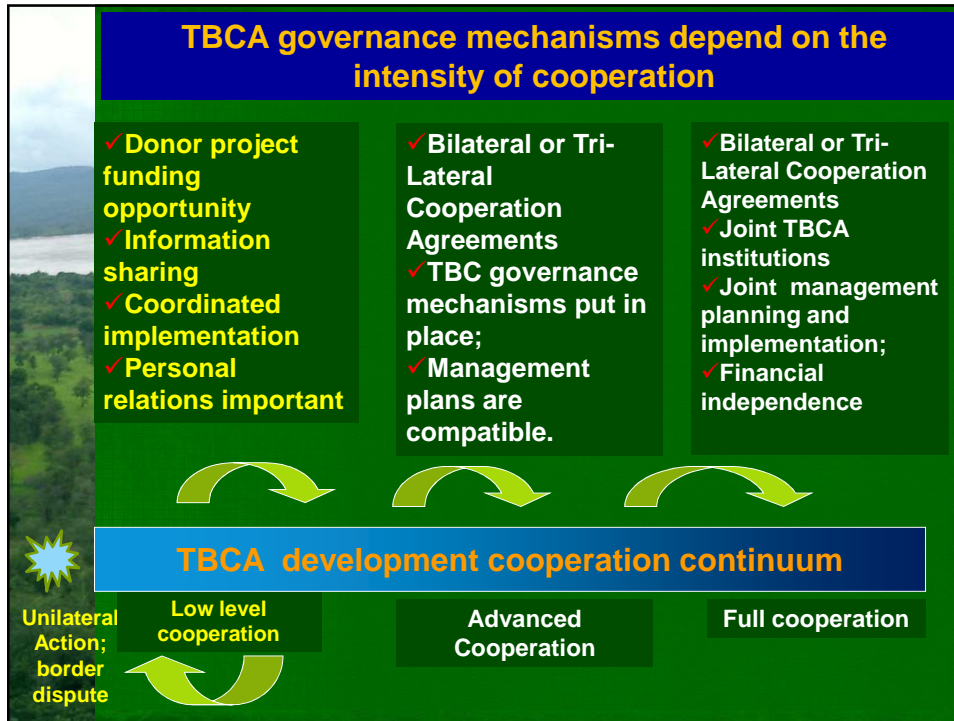 TBCA governance mechanisms depend on the
intensity of cooperation
✓Donor project
funding
opportunity
✓Information
sharing
✓Coordinated
implementation
✓Personal
relations important
✓Bilateral or Tri-
Lateral
Cooperation
Agreements
✓TBC governance
mechanisms put in
place;
✓Management
plans are
compatible.
✓Bilateral or Tri-
Lateral Cooperation
Agreements
✓Joint TBCA
institutions
✓Joint management
planning and
implementation;
✓Financial
independence
TBCA development cooperation continuum
Unilateral
Action;
border
dispute
Low level
cooperation
Advanced
Cooperation
Full cooperation